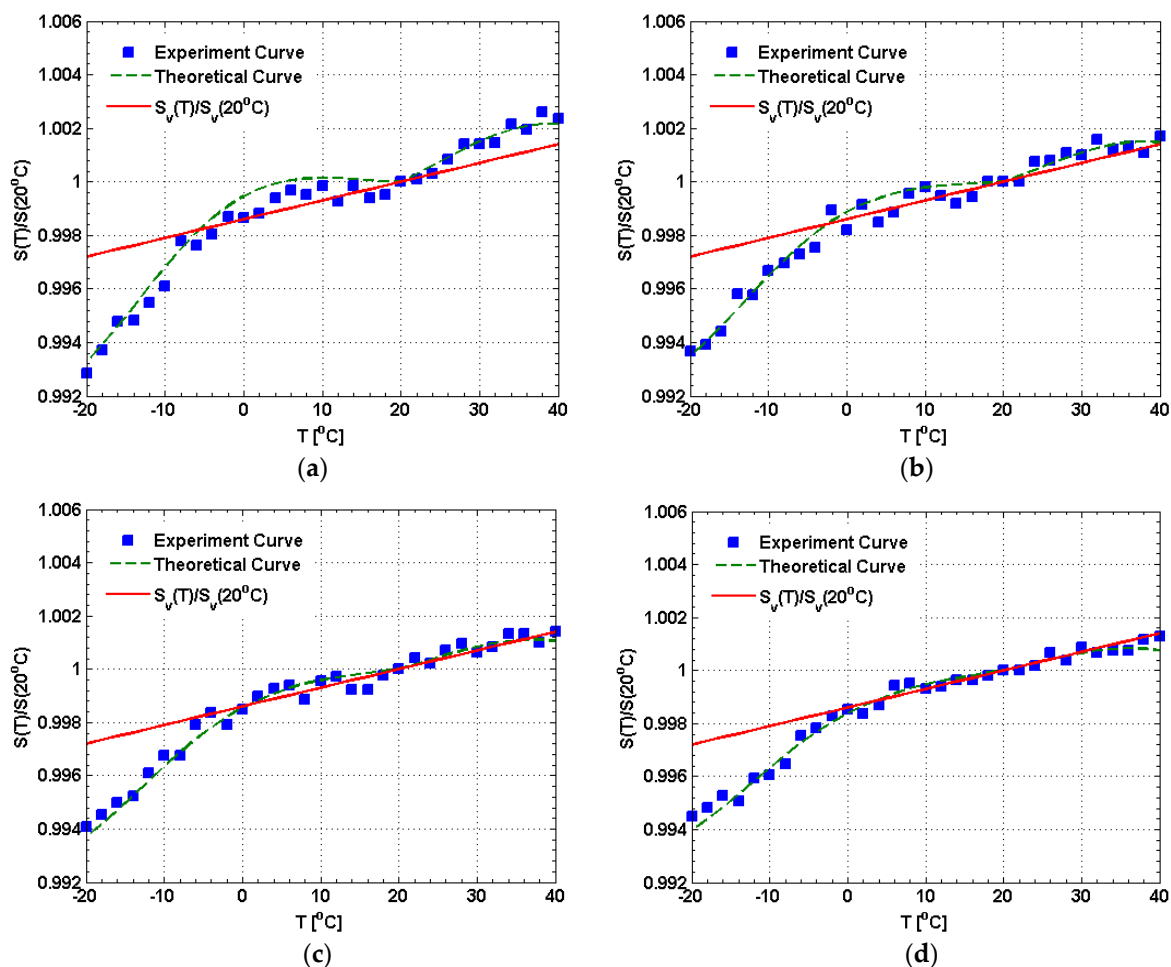 1.006
1.004
1.002
1
0.998
0.996
0.994
0.992
S(T)/S(20⁰C)
Experiment Curve
Theoretical Curve
Sᵥ(T)/Sᵥ(20⁰C)
-20 -10 0 10 20 30 40
T [⁰C]
(a)
1.006
1.004
1.002
1
0.998
0.996
0.994
0.992
S(T)/S(20⁰C)
Experiment Curve
Theoretical Curve
Sᵥ(T)/Sᵥ(20⁰C)
-20 -10 0 10 20 30 40
T [⁰C]
(b)
1.006
1.004
1.002
1
0.998
0.996
0.994
0.992
S(T)/S(20⁰C)
Experiment Curve
Theoretical Curve
Sᵥ(T)/Sᵥ(20⁰C)
-20 -10 0 10 20 30 40
T [⁰C]
(c)
1.006
1.004
1.002
1
0.998
0.996
0.994
0.992
S(T)/S(20⁰C)
Experiment Curve
Theoretical Curve
Sᵥ(T)/Sᵥ(20⁰C)
-20 -10 0 10 20 30 40
T [⁰C]
(d)